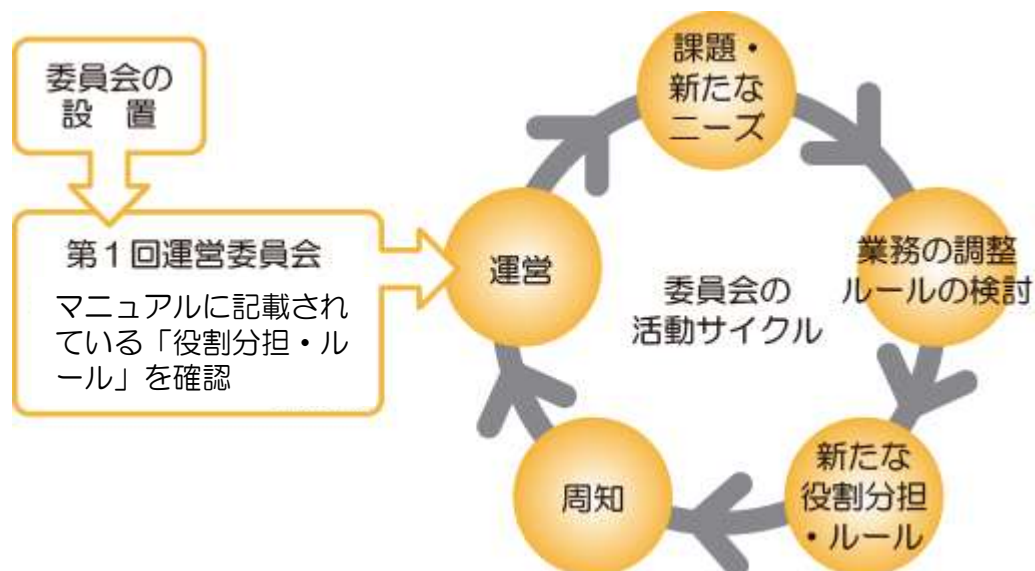 委員会の
設　置
第１回運営委員会
マニュアルに記載され
ている「役割分担・ル
ール」を確認
運営
課題・
新たな
ニーズ
業務の調整
ルールの検討
新たな
役割分担
・ルール
周知
委員会の
活動サイクル